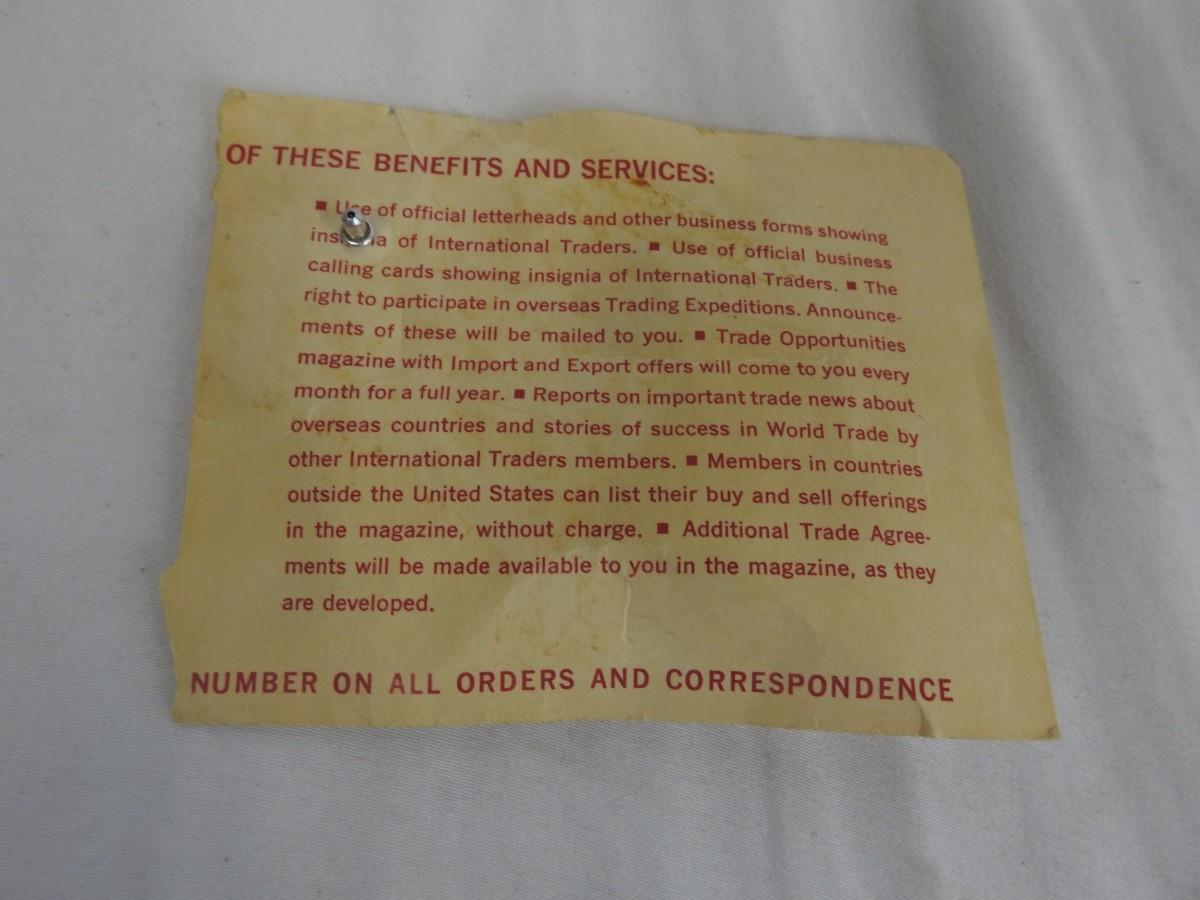 OF THESE BENEFITS AND SERVICES:
■ Use of official letterheads and other business forms showing
insignia of International Traders. ■ Use of official business
calling cards showing insignia of International Traders. ■ The
right to participate in overseas Trading Expeditions. Announce-
ments of these will be mailed to you. ■ Trade Opportunities
magazine with Import and Export offers will come to you every
month for a full year. ■ Reports on important trade news about
overseas countries and stories of success in World Trade by
other International Traders members. ■ Members in countries
outside the United States can list their buy and sell offerings
in the magazine, without charge. ■ Additional Trade Agree-
ments will be made available to you in the magazine, as they
are developed.
NUMBER ON ALL ORDERS AND CORRESPONDENCE